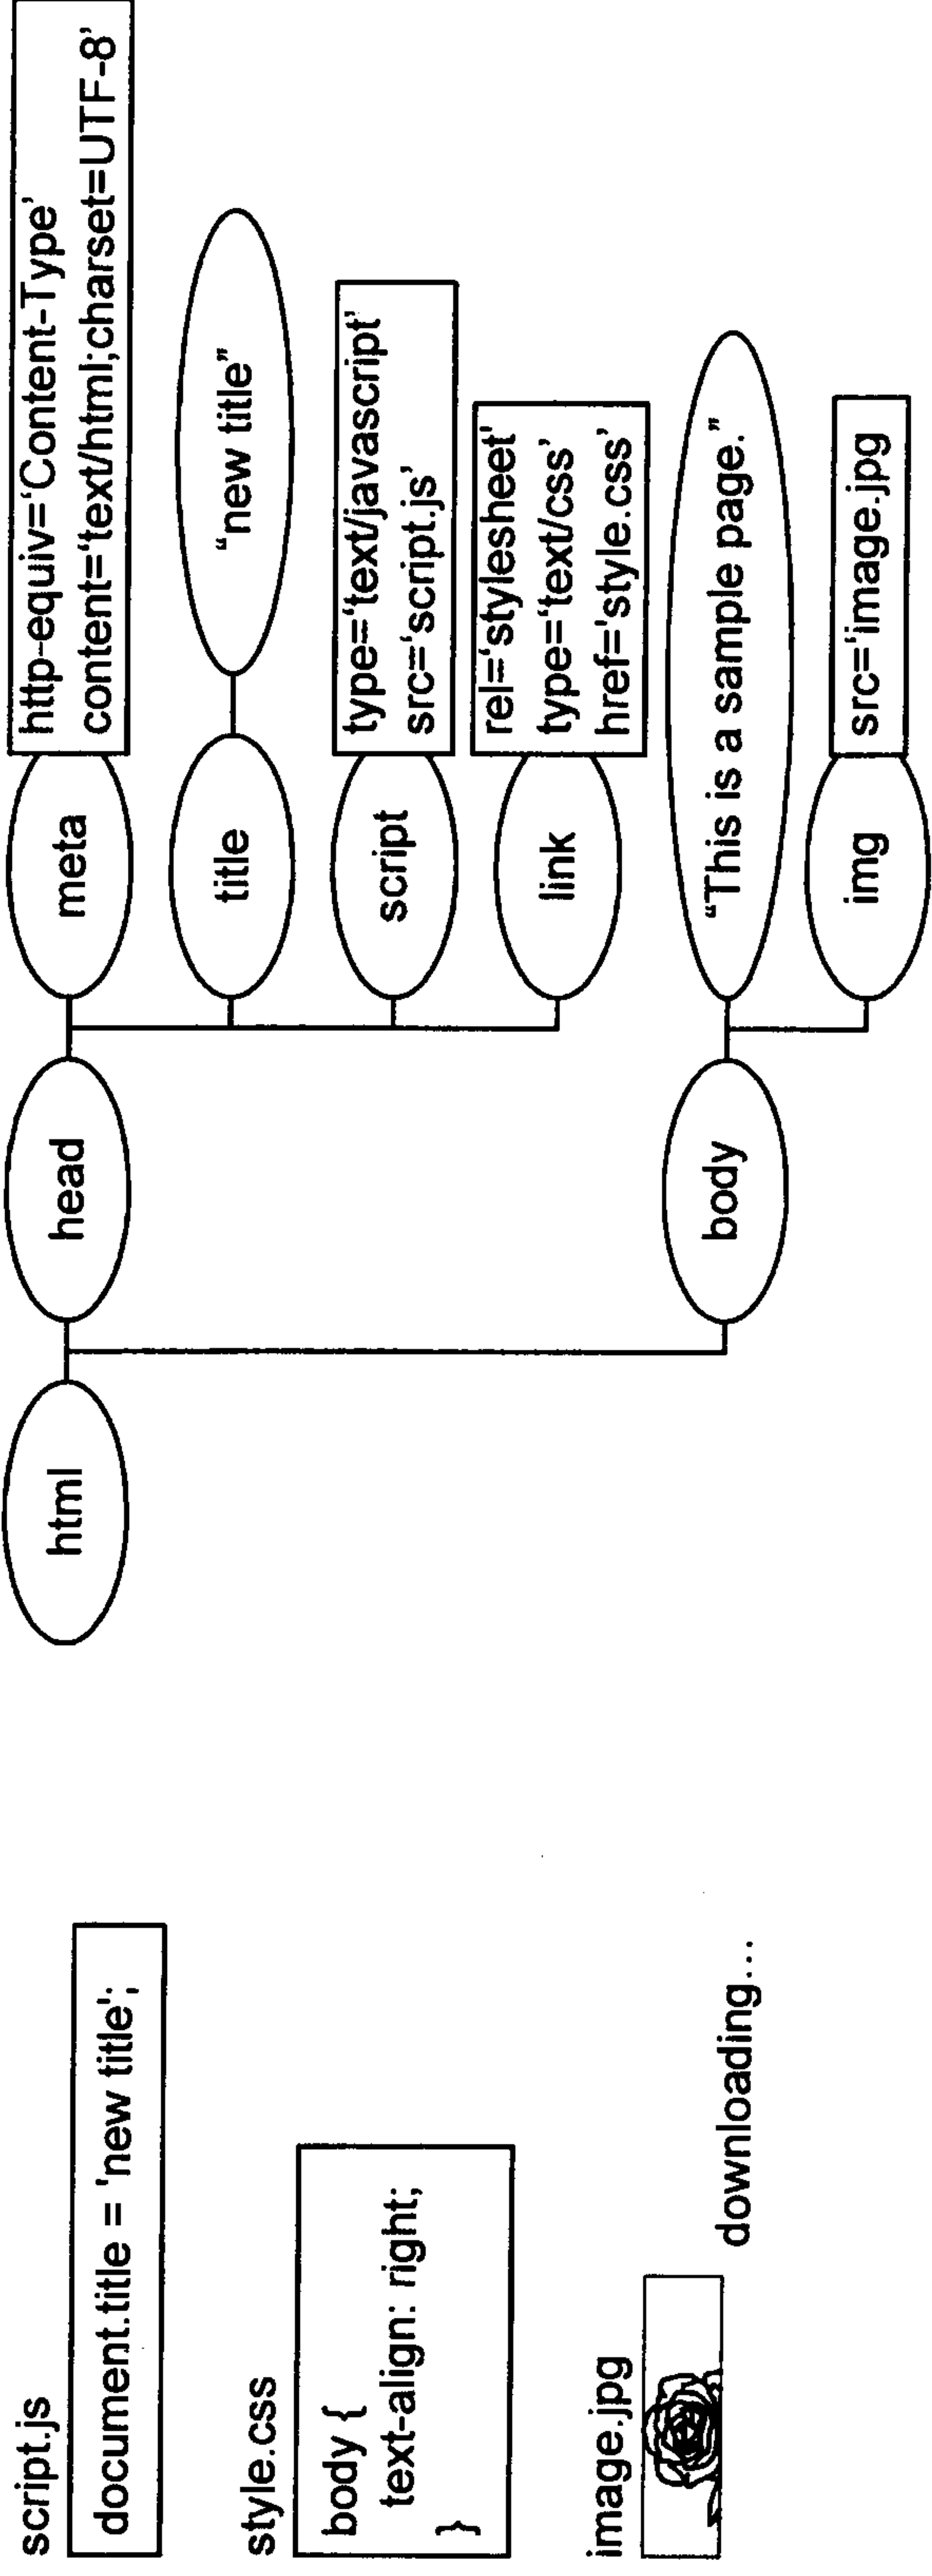 script.js
document.title = 'new title';
style.css
body {
text-align: right;
}
image.jpg
downloading...
html
head
meta
http-equiv=‘Content-Type’
content=‘text/html;charset=UTF-8’
title
“new title”
script
type=‘text/javascript’
src=‘script.js’
link
rel=‘stylesheet’
type=‘text/css’
href=‘style.css’
body
“This is a sample page.”
img
src=‘image.jpg